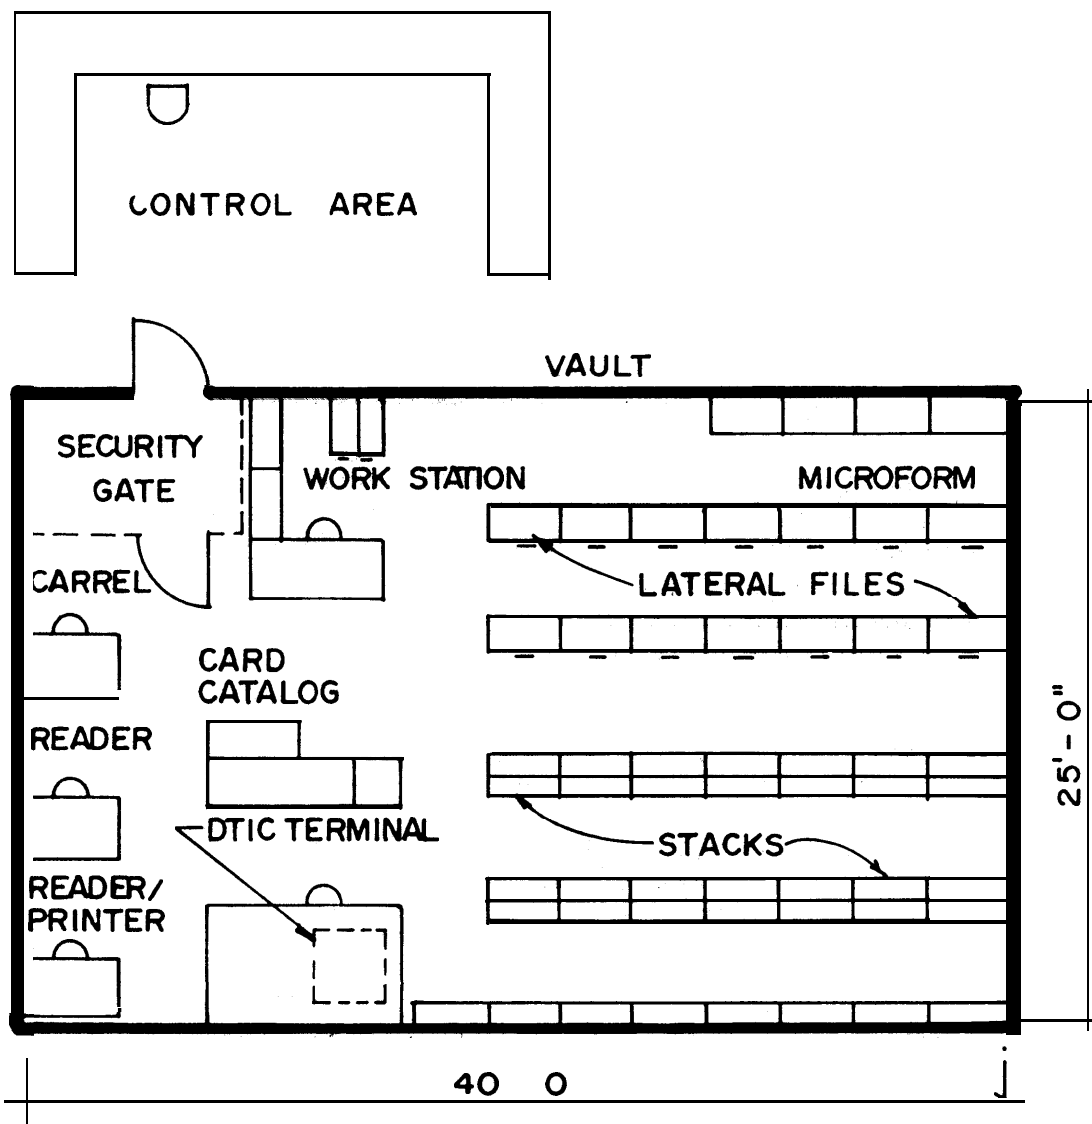 CONTROL AREA
VAULT
SECURITY
GATE
WORK STATION
MICROFORM
CARREL
LATERAL FILES
CARD
CATALOG
READER
25'-0"
DTIC TERMINAL
STACKS
READER/
PRINTER
40 0